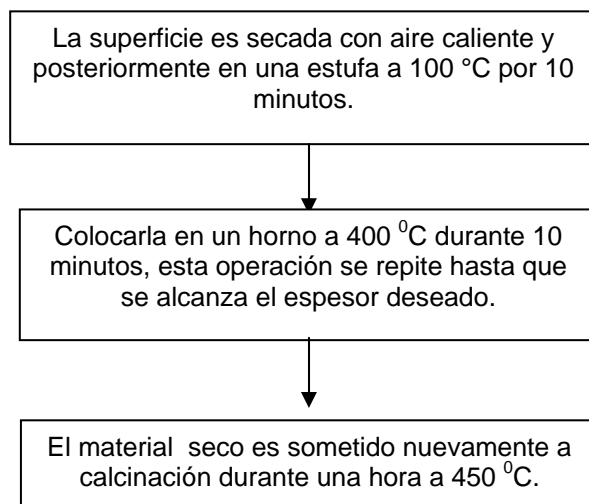 La superficie es secada con aire caliente y
posteriormente en una estufa a 100 °C por 10
minutos.
Colocarla en un horno a 400 ⁰C durante 10
minutos, esta operación se repite hasta que
se alcanza el espesor deseado.
El material  seco es sometido nuevamente a
calcinación durante una hora a 450 ⁰C.